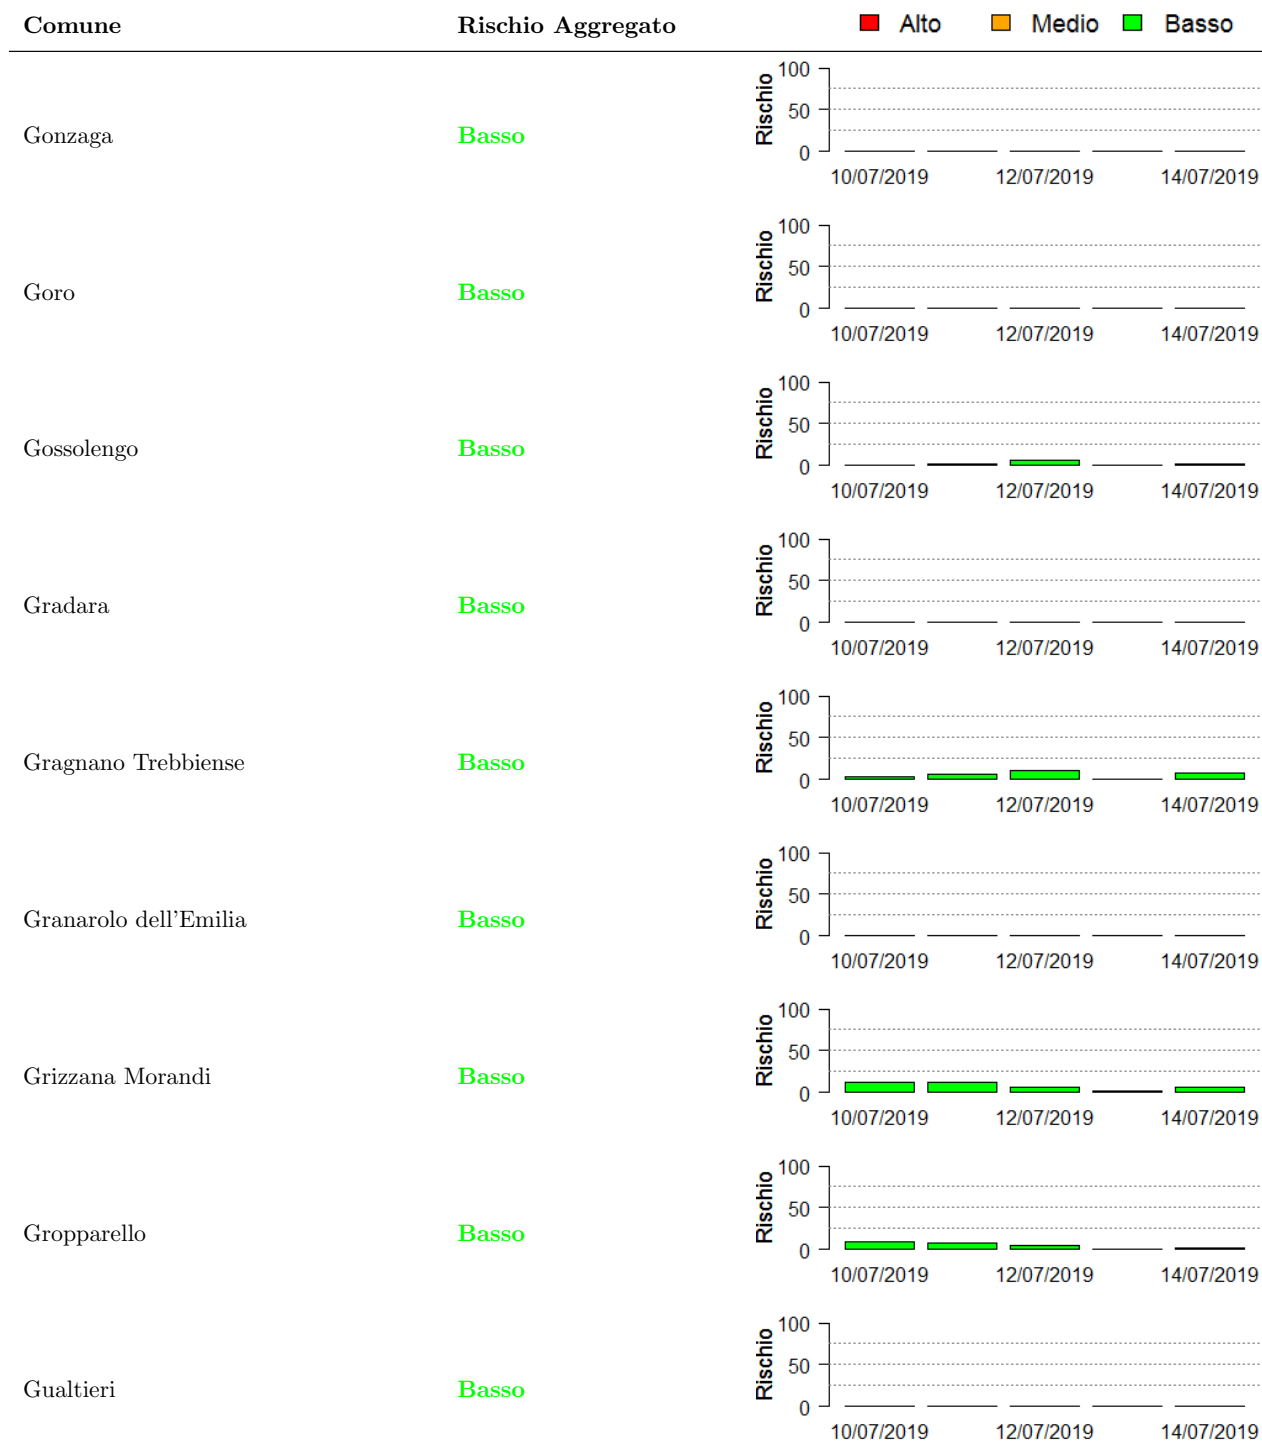 Comune Rischio Aggregato Alto Medio Basso
100
50
0
Rischio
Gonzaga Basso
10/07/2019 12/07/2019 14/07/2019
100
50
0
Rischio
Goro Basso
10/07/2019 12/07/2019 14/07/2019
100
50
0
Rischio
Gossolengo Basso
10/07/2019 12/07/2019 14/07/2019
100
50
0
Rischio
Gradara Basso
10/07/2019 12/07/2019 14/07/2019
100
50
0
Rischio
Gragnano Trebbiense Basso
10/07/2019 12/07/2019 14/07/2019
100
50
0
Rischio
Granarolo dell'Emilia Basso
10/07/2019 12/07/2019 14/07/2019
100
50
0
Rischio
Grizzana Morandi Basso
10/07/2019 12/07/2019 14/07/2019
100
50
0
Rischio
Gropparello Basso
10/07/2019 12/07/2019 14/07/2019
100
50
0
Rischio
Gualtieri Basso
10/07/2019 12/07/2019 14/07/2019